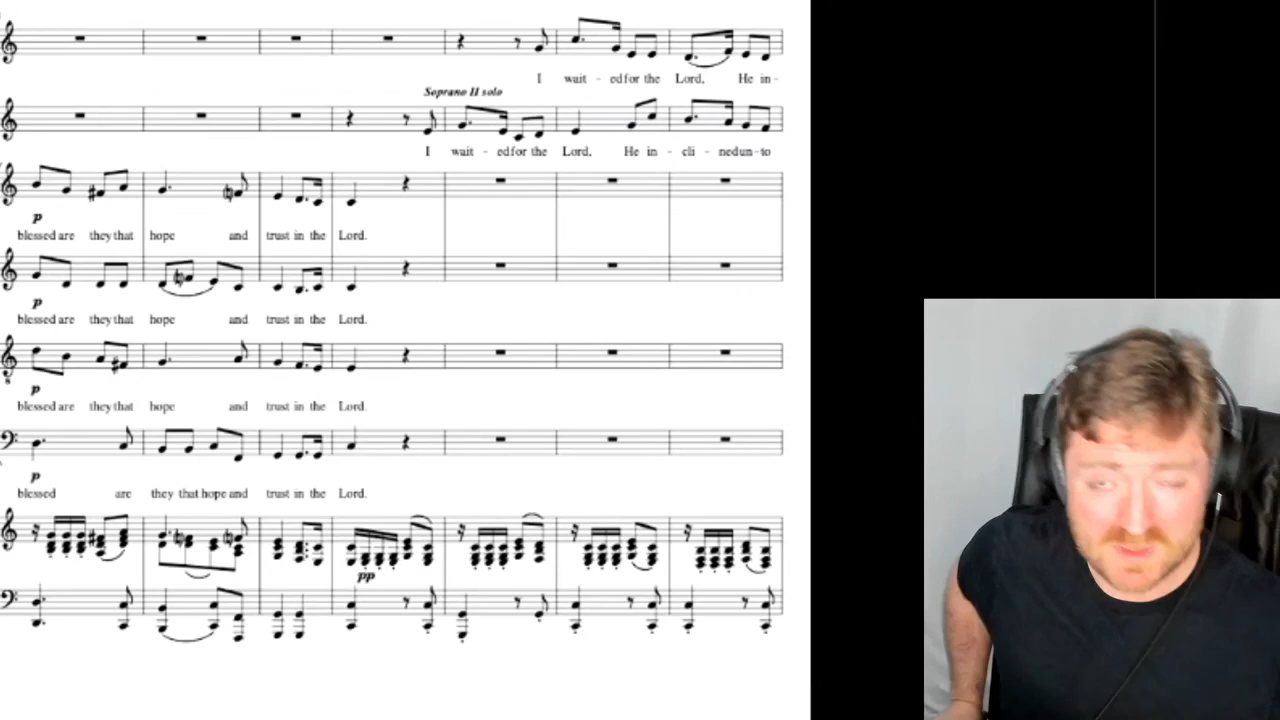 I wait - ed for the Lord, He in -
Soprano II solo
I wait - ed for the Lord, He in - cli - ned un - to
p
blessed are they that hope and trust in the Lord.
p
blessed are they that hope and trust in the Lord.
p
blessed are they that hope and trust in the Lord.
p
blessed are they that hope and trust in the Lord.
pp